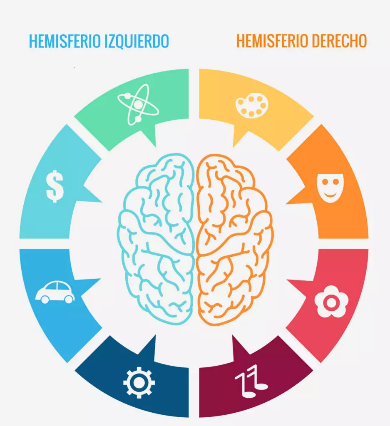 HEMISFERIO IZQUIERDO
HEMISFERIO DERECHO
$